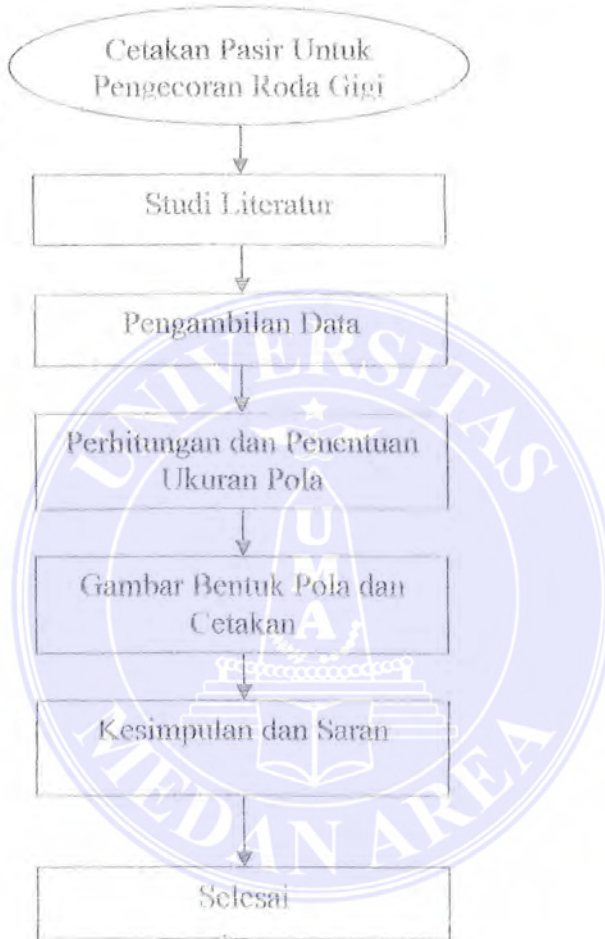 Cetakan Pasir Untuk
Pengecoran Roda Gigi
Studi Literatur
Pengambilan Data
Perhitungan dan Penentuan
Ukuran Pola
Gambar Bentuk Pola dan
Cetakan
Kesimpulan dan Saran
Selesai
UNIVERSITAS
UMA
MEDAN AREA